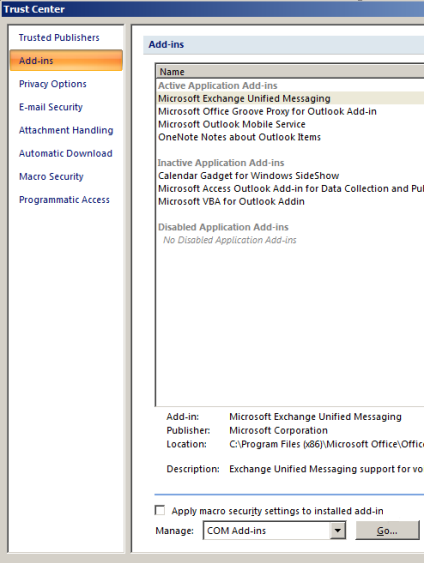 Trust Center
Trusted Publishers
Add-ins
Privacy Options
E-mail Security
Attachment Handling
Automatic Download
Macro Security
Programmatic Access
Add-ins
Name
Active Application Add-ins
Microsoft Exchange Unified Messaging
Microsoft Office Groove Proxy for Outlook Add-in
Microsoft Outlook Mobile Service
OneNote Notes about Outlook Items
Inactive Application Add-ins
Calendar Gadget for Windows SideShow
Microsoft Access Outlook Add-in for Data Collection and Pul
Microsoft VBA for Outlook Addin
Disabled Application Add-ins
No Disabled Application Add-ins
Add-in: Microsoft Exchange Unified Messaging
Publisher: Microsoft Corporation
Location: C:\Program Files (x86)\Microsoft Office\Office
Description: Exchange Unified Messaging support for vo
Apply macro security settings to installed add-in
Manage: COM Add-ins Go...